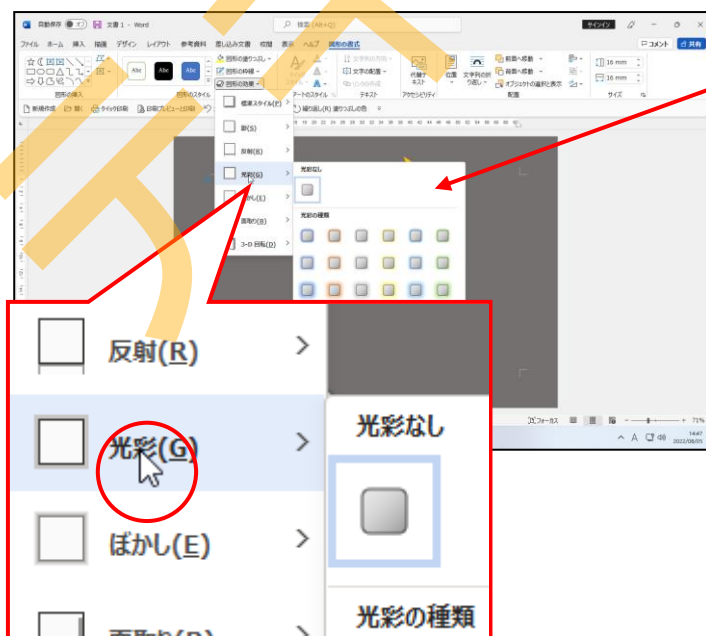 自動保存 オフ 文書 1 - Word 検索 (Alt+Q) サインイン
ファイル ホーム 挿入 描画 デザイン レイアウト 参考資料 差し込み文書 校閲 表示 ヘルプ 図形の書式 コメント 共有
Abc Abc Abc
図形の塗りつぶし
図形の枠線
図形の効果
文字列の方向
文字の配置
リンクの作成
代替テキスト
位置 文字列の折り返し
前面へ移動
背面へ移動
オブジェクトの選択と表示
16 mm
16 mm
図形の挿入 図形のスタイル テキスト アクセシビリティ 配置 サイズ
新規作成 開く クイック印刷 印刷プレビューと印刷 繰り返し(R) 塗りつぶしの色
標準スタイル(P)
影(S)
反射(R)
光彩(G)
ぼかし(E)
面取り(B)
3-D 回転(D)
光彩なし
光彩の種類
反射(R)
光彩(G)
ぼかし(E)
光彩なし
光彩の種類
フォーカス 71%
A 14:47
2022/08/05